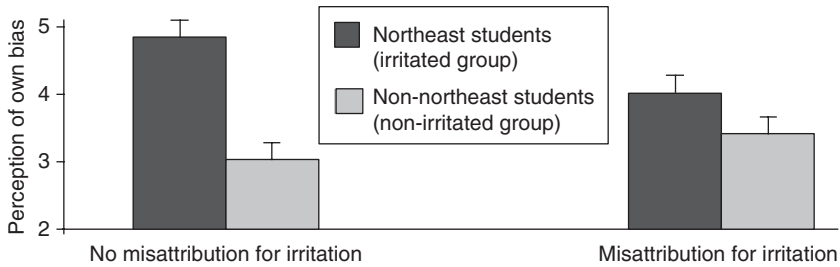 Perception of own bias
5
4
3
2
Northeast students
(irritated group)
Non-northeast students
(non-irritated group)
No misattribution for irritation
Misattribution for irritation